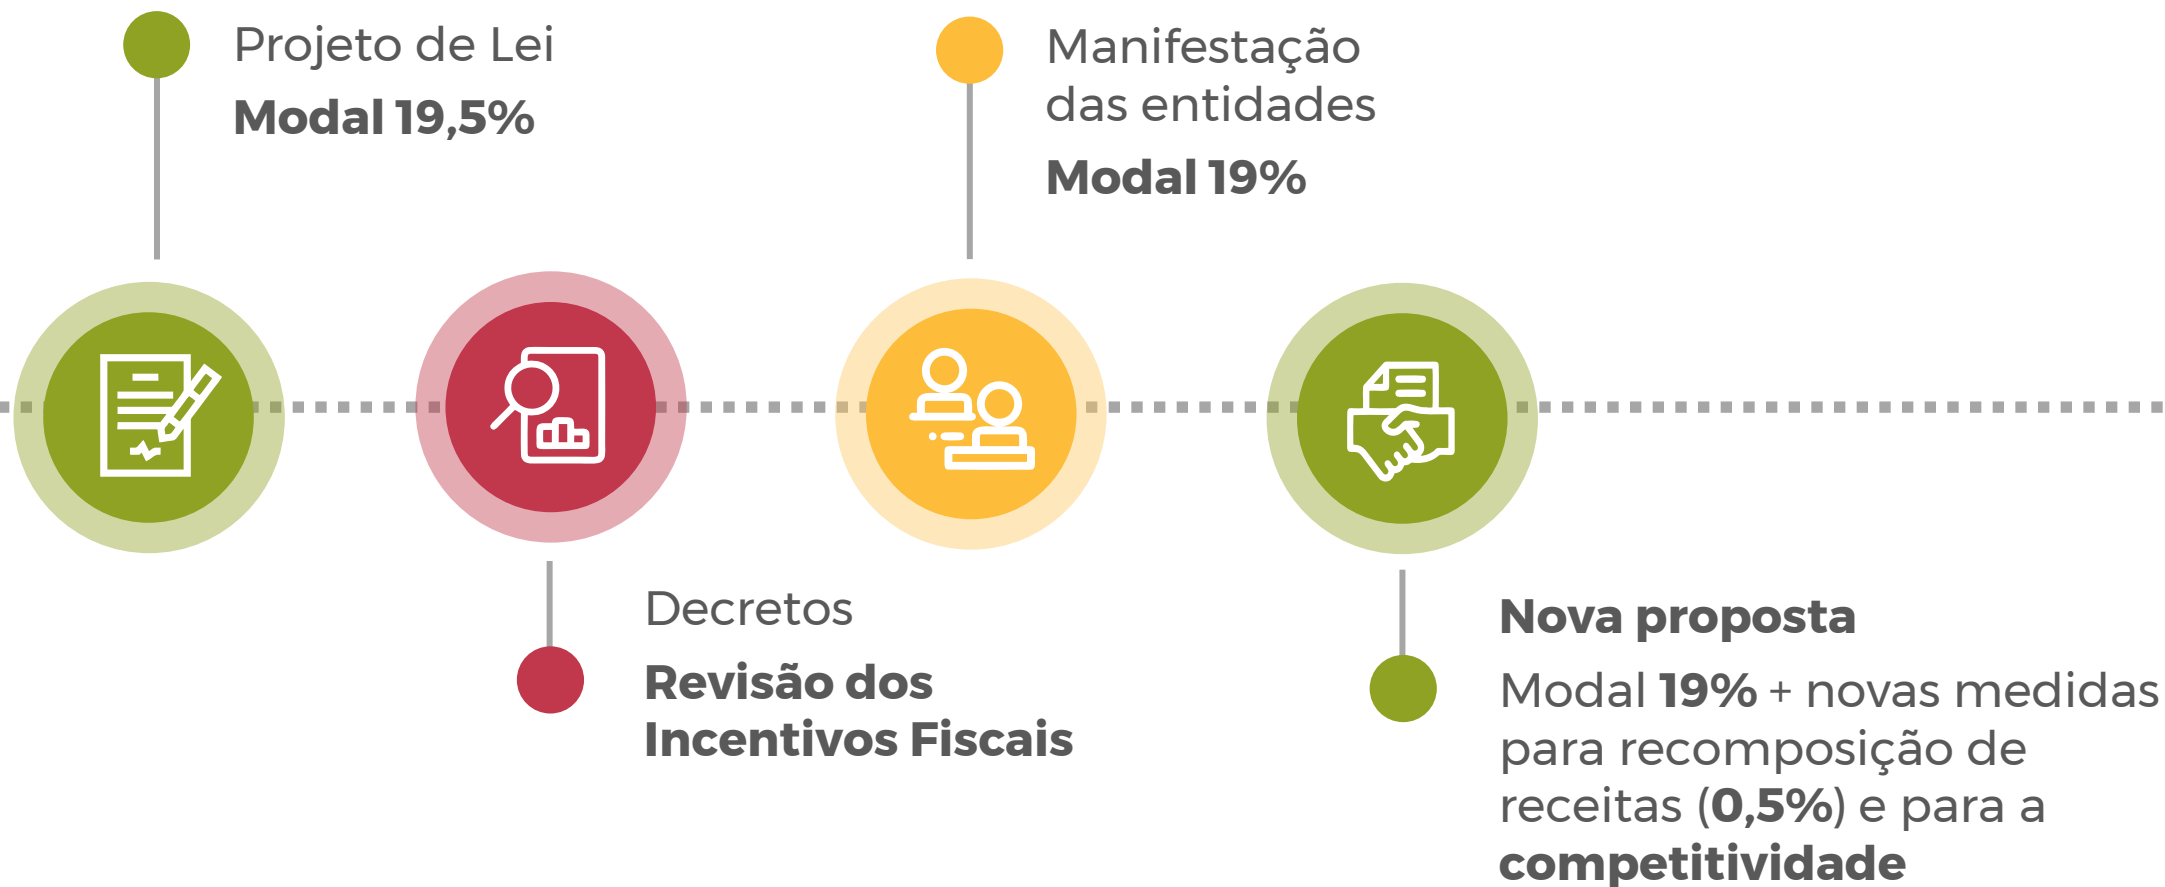 Projeto de Lei
Modal 19,5%
Decretos
Revisão dos
Incentivos Fiscais
Manifestação
das entidades
Modal 19%
Nova proposta
Modal 19% + novas medidas
para recomposição de
receitas (0,5%) e para a
competitividade